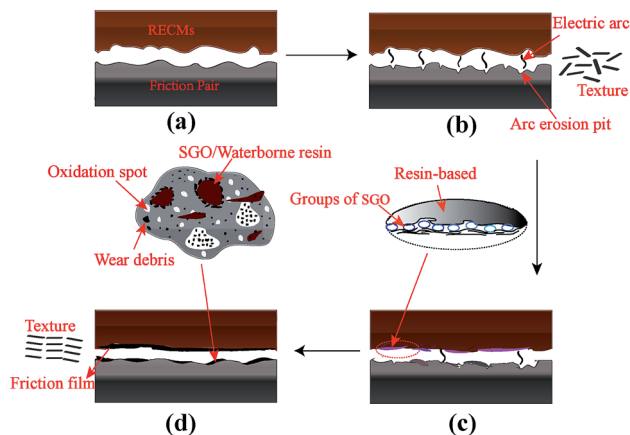 RECMs
Friction Pair
(a)
Electric arc
Texture
Arc erosion pit
(b)
SGO/Waterborne resin
Oxidation spot
Wear debris
Resin-based
Groups of SGO
Texture
Friction film
(d)
(c)